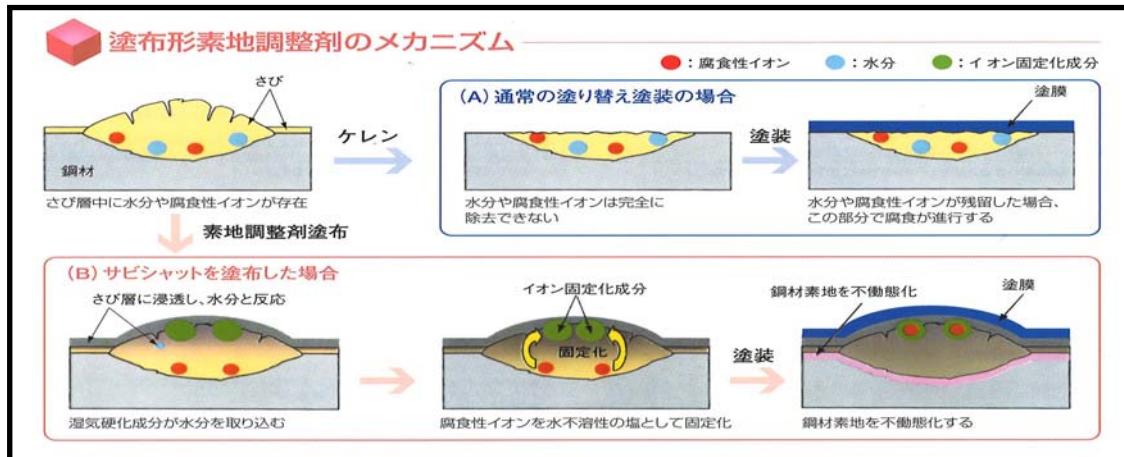 塗布形素地調整剤のメカニズム
●：腐食性イオン ●：水分 ●：イオン固定化成分
さび
鋼材
さび層中に水分や腐食性イオンが存在
ケレン
(A)通常の塗り替え塗装の場合
塗膜
塗装
水分や腐食性イオンは完全に
除去できない
水分や腐食性イオンが残留した場合、
この部分で腐食が進行する
素地調整剤塗布
(B)サビシャットを塗布した場合
さび層に浸透し、水分と反応
湿気硬化成分が水分を取り込む
イオン固定化成分
固定化
腐食性イオンを水不溶性の塩として固定化
塗装
鋼材素地を不働態化
塗膜
鋼材素地を不働態化する